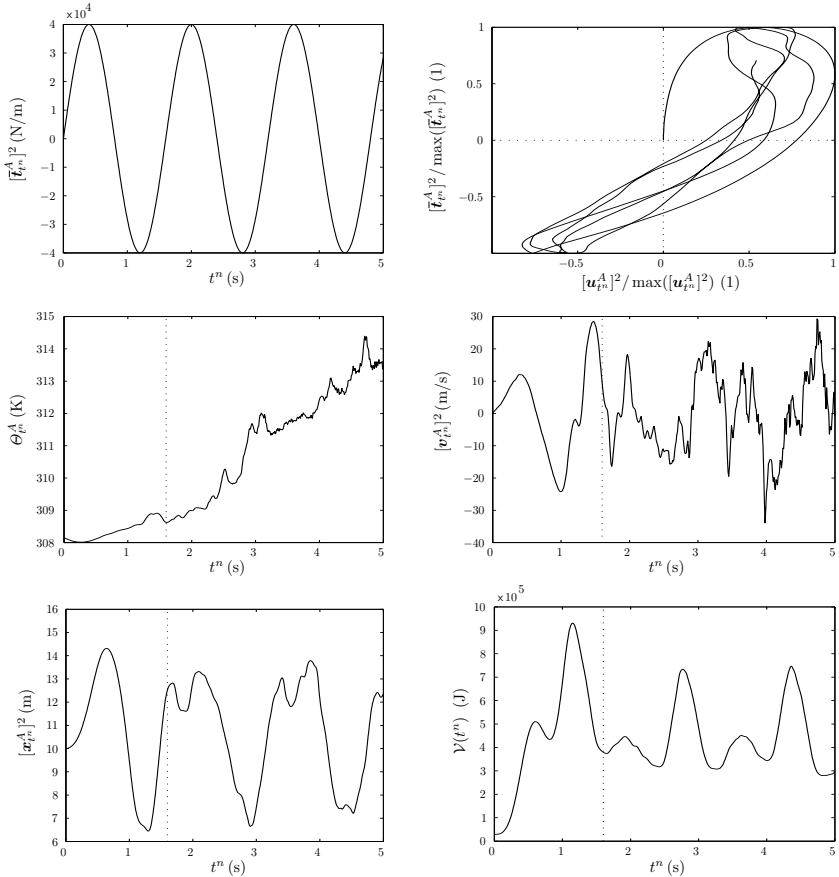 ×10⁴
4
3
2
1
0
−1
−2
−3
−4
0 1 2 3 4 5
tⁿ (s)
[t̄ᴬₜₙ]² (N/m)
1
0.5
0
−0.5
−0.5 0 0.5 1
[uᴬₜₙ]²/max([uᴬₜₙ]²) (1)
[t̄ᴬₜₙ]²/max([t̄ᴬₜₙ]²) (1)
315
314
313
312
311
310
309
308
0 1 2 3 4 5
tⁿ (s)
Θᴬₜₙ (K)
30
20
10
0
−10
−20
−30
−40
0 1 2 3 4 5
tⁿ (s)
[vᴬₜₙ]² (m/s)
16
15
14
13
12
11
10
9
8
7
6
0 1 2 3 4 5
tⁿ (s)
[xᴬₜₙ]² (m)
×10⁵
10
9
8
7
6
5
4
3
2
1
0
0 1 2 3 4 5
tⁿ (s)
𝒱(tⁿ) (J)